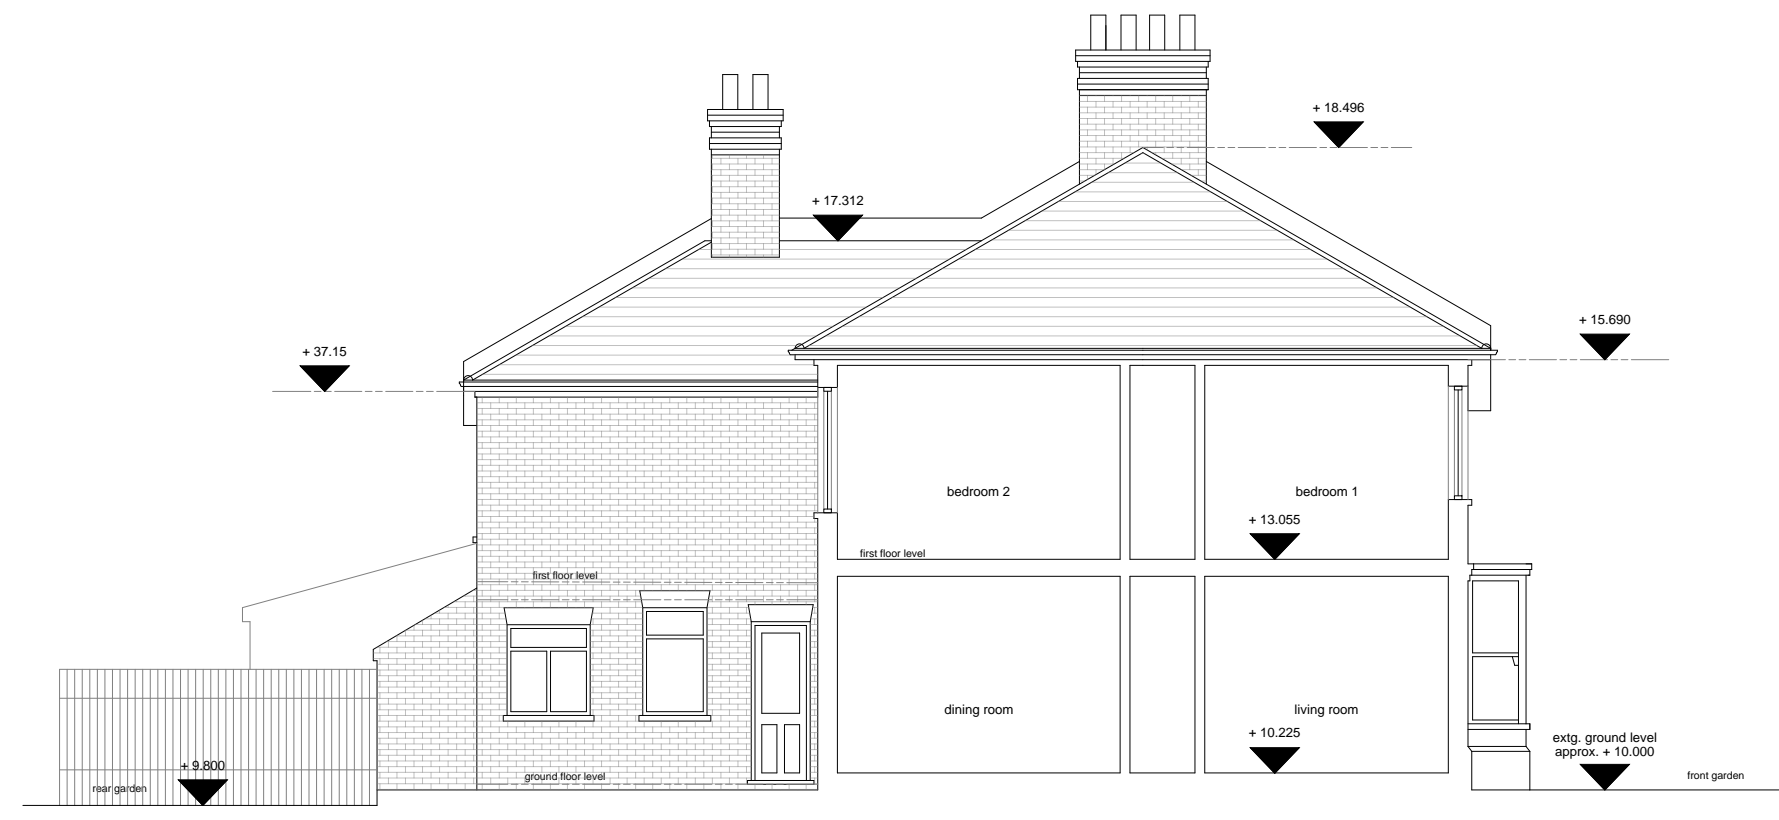 + 18.496
+ 17.312
+ 15.690
+ 37.15
bedroom 2
bedroom 1
+ 13.055
first floor level
first floor level
dining room
living room
+ 10.225
extg. ground level
approx. + 10.000
+ 9.800
ground floor level
front garden
rear garden